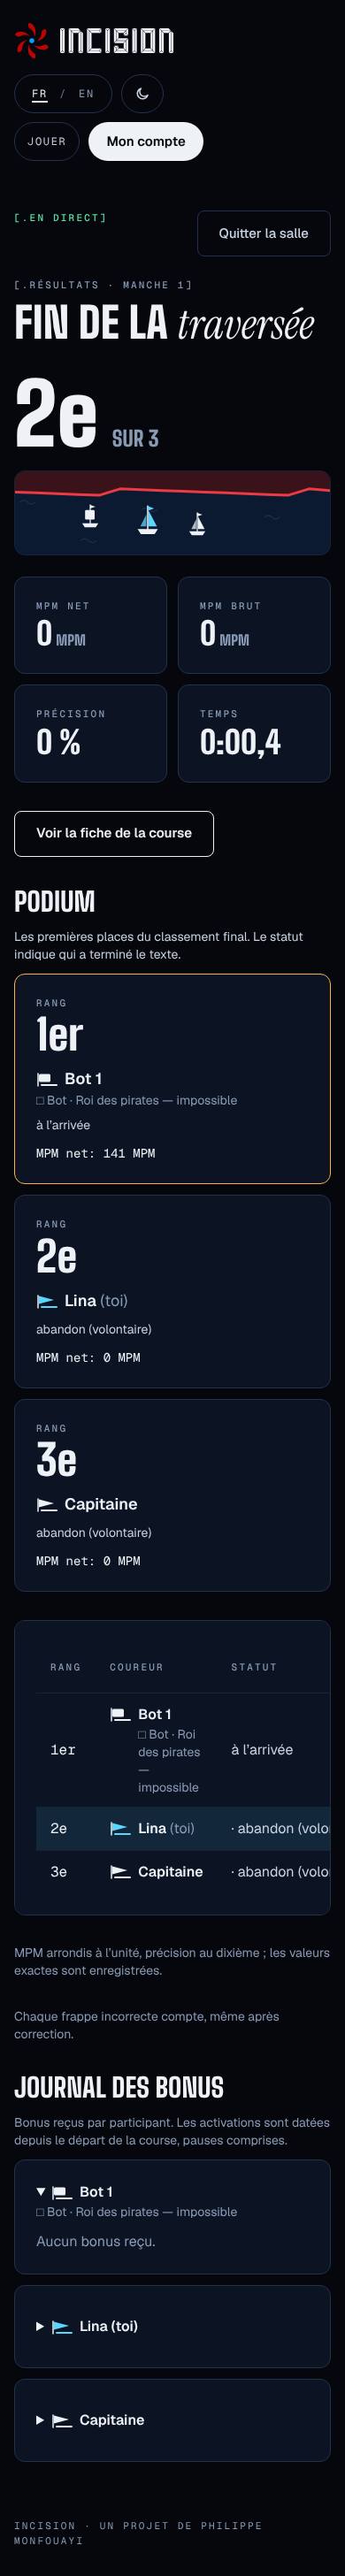 INCISION
FR / EN
JOUER
Mon compte
[.EN DIRECT]
Quitter la salle
[.RÉSULTATS · MANCHE 1]
FIN DE LA traversée
2e SUR 3
MPM NET
0 MPM
MPM BRUT
0 MPM
PRÉCISION
0 %
TEMPS
0:00,4
Voir la fiche de la course
PODIUM
Les premières places du classement final. Le statut
indique qui a terminé le texte.
RANG
1er
Bot 1
□ Bot · Roi des pirates — impossible
à l’arrivée
MPM net: 141 MPM
RANG
2e
Lina (toi)
abandon (volontaire)
MPM net: 0 MPM
RANG
3e
Capitaine
abandon (volontaire)
MPM net: 0 MPM
RANG COUREUR STATUT
Bot 1
□ Bot · Roi
1er des pirates à l’arrivée
—
impossible
2e Lina (toi) · abandon (volo
3e Capitaine · abandon (volo
MPM arrondis à l’unité, précision au dixième ; les valeurs
exactes sont enregistrées.
Chaque frappe incorrecte compte, même après
correction.
JOURNAL DES BONUS
Bonus reçus par participant. Les activations sont datées
depuis le départ de la course, pauses comprises.
▼ Bot 1
□ Bot · Roi des pirates — impossible
Aucun bonus reçu.
▶ Lina (toi)
▶ Capitaine
INCISION · UN PROJET DE PHILIPPE
MONFOUAYI